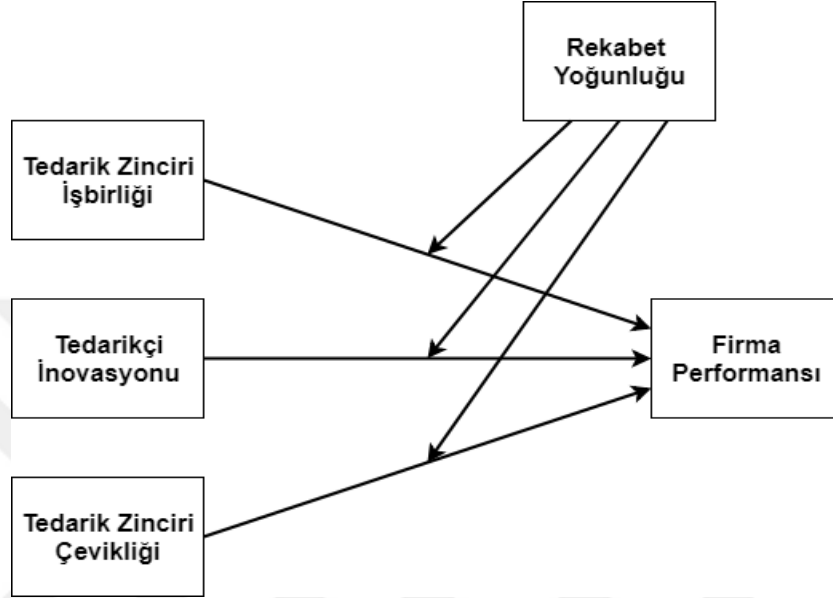 Rekabet
Yoğunluğu
Tedarik Zinciri
İşbirliği
Tedarikçi
İnovasyonu
Firma
Performansı
Tedarik Zinciri
Çevikliği